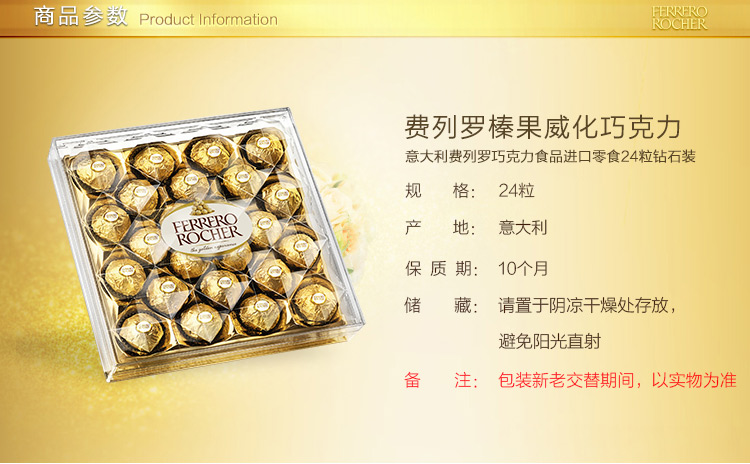 商品参数 Product Information
FERRERO
ROCHER
费列罗榛果威化巧克力
意大利费列罗巧克力食品进口零食24粒钻石装
规 格: 24粒
产 地: 意大利
保 质 期: 10个月
储 藏: 请置于阴凉干燥处存放,
避免阳光直射
备 注: 包装新老交替期间, 以实物为准
FERRERO
ROCHER
the golden experience